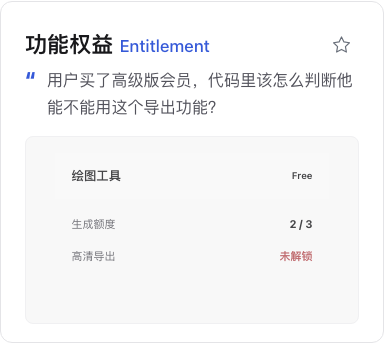 功能权益 Entitlement
“ 用户买了高级版会员，代码里该怎么判断他
能不能用这个导出功能？
绘图工具 Free
生成额度 2 / 3
高清导出 未解锁